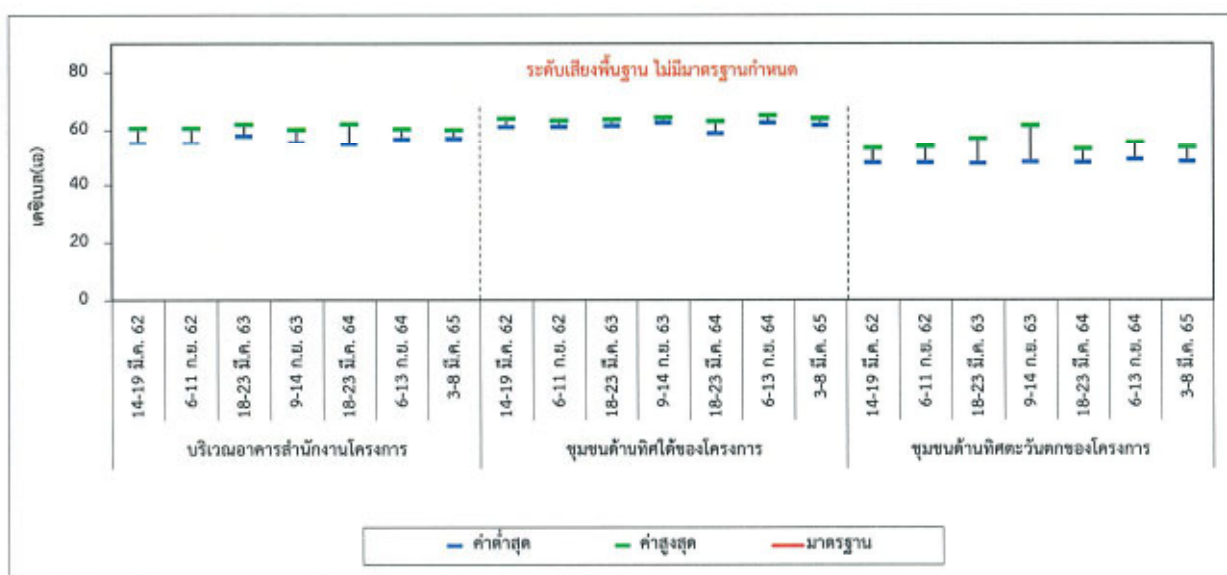 ระดับเสียงพื้นฐาน ไม่มีมาตรฐานกำหนด
เดซิเบล(เอ)
80
60
40
20
0
14-19 มี.ค. 62
6-11 ก.ย. 62
18-23 มี.ค. 63
9-14 ก.ย. 63
18-23 มี.ค. 64
6-13 ก.ย. 64
3-8 มี.ค. 65
14-19 มี.ค. 62
6-11 ก.ย. 62
18-23 มี.ค. 63
9-14 ก.ย. 63
18-23 มี.ค. 64
6-13 ก.ย. 64
3-8 มี.ค. 65
14-19 มี.ค. 62
6-11 ก.ย. 62
18-23 มี.ค. 63
9-14 ก.ย. 63
18-23 มี.ค. 64
6-13 ก.ย. 64
3-8 มี.ค. 65
บริเวณอาคารสำนักงานโครงการ
ชุมชนด้านทิศใต้ของโครงการ
ชุมชนด้านทิศตะวันตกของโครงการ
ค่าต่ำสุด
ค่าสูงสุด
มาตรฐาน